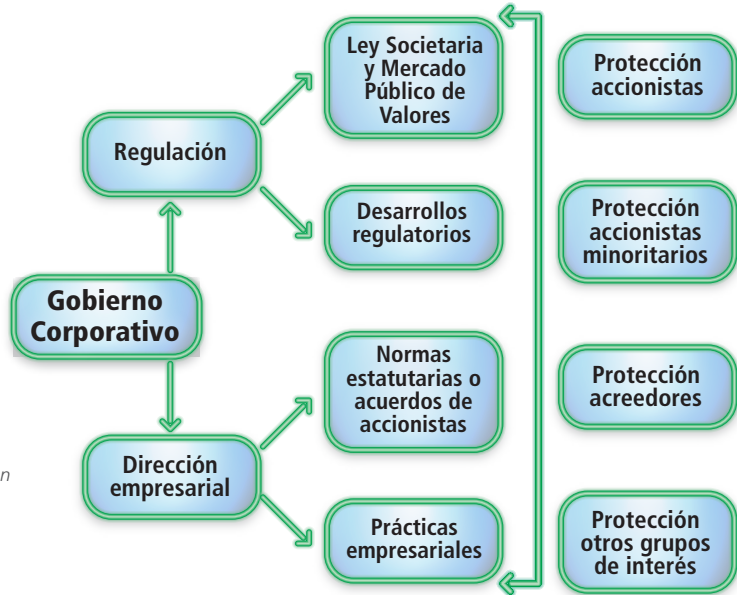 Gobierno
Corporativo
Regulación
Ley Societaria
y Mercado
Público de
Valores
Desarrollos
regulatorios
Dirección
empresarial
Normas
estatutarias o
acuerdos de
accionistas
Prácticas
empresariales
Protección
accionistas
Protección
accionistas
minoritarios
Protección
acreedores
Protección
otros grupos
de interés
n